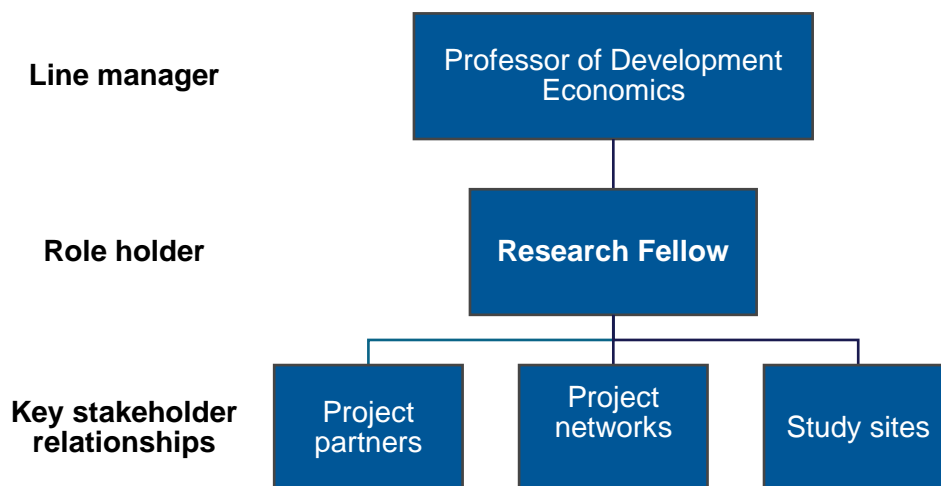 Line manager
Professor of Development
Economics
Role holder
Research Fellow
Key stakeholder
relationships
Project
partners
Project
networks
Study sites